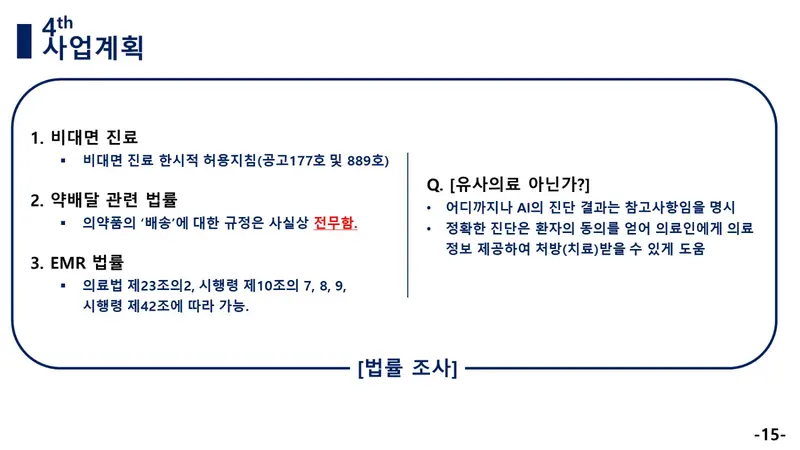 4th
사업계획
1. 비대면 진료
▪ 비대면 진료 한시적 허용지침(공고177호 및 889호)
2. 약배달 관련 법률
▪ 의약품의 ‘배송’에 대한 규정은 사실상 전무함.
3. EMR 법률
▪ 의료법 제23조의2, 시행령 제10조의 7, 8, 9,
시행령 제42조에 따라 가능.
Q. [유사의료 아닌가?]
• 어디까지나 AI의 진단 결과는 참고사항임을 명시
• 정확한 진단은 환자의 동의를 얻어 의료인에게 의료
정보 제공하여 처방(치료)받을 수 있게 도움
[법률 조사]
-15-